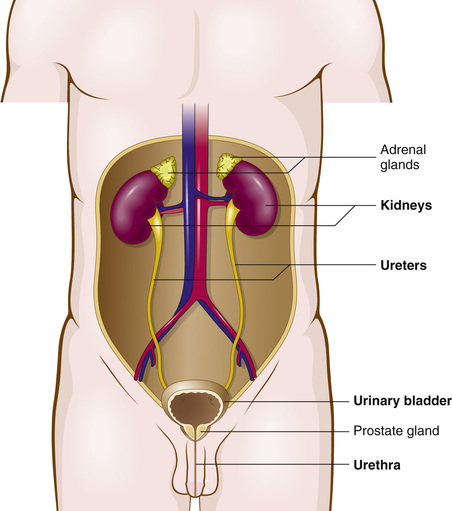 Adrenal
glands
Kidneys
Ureters
Urinary bladder
Prostate gland
Urethra